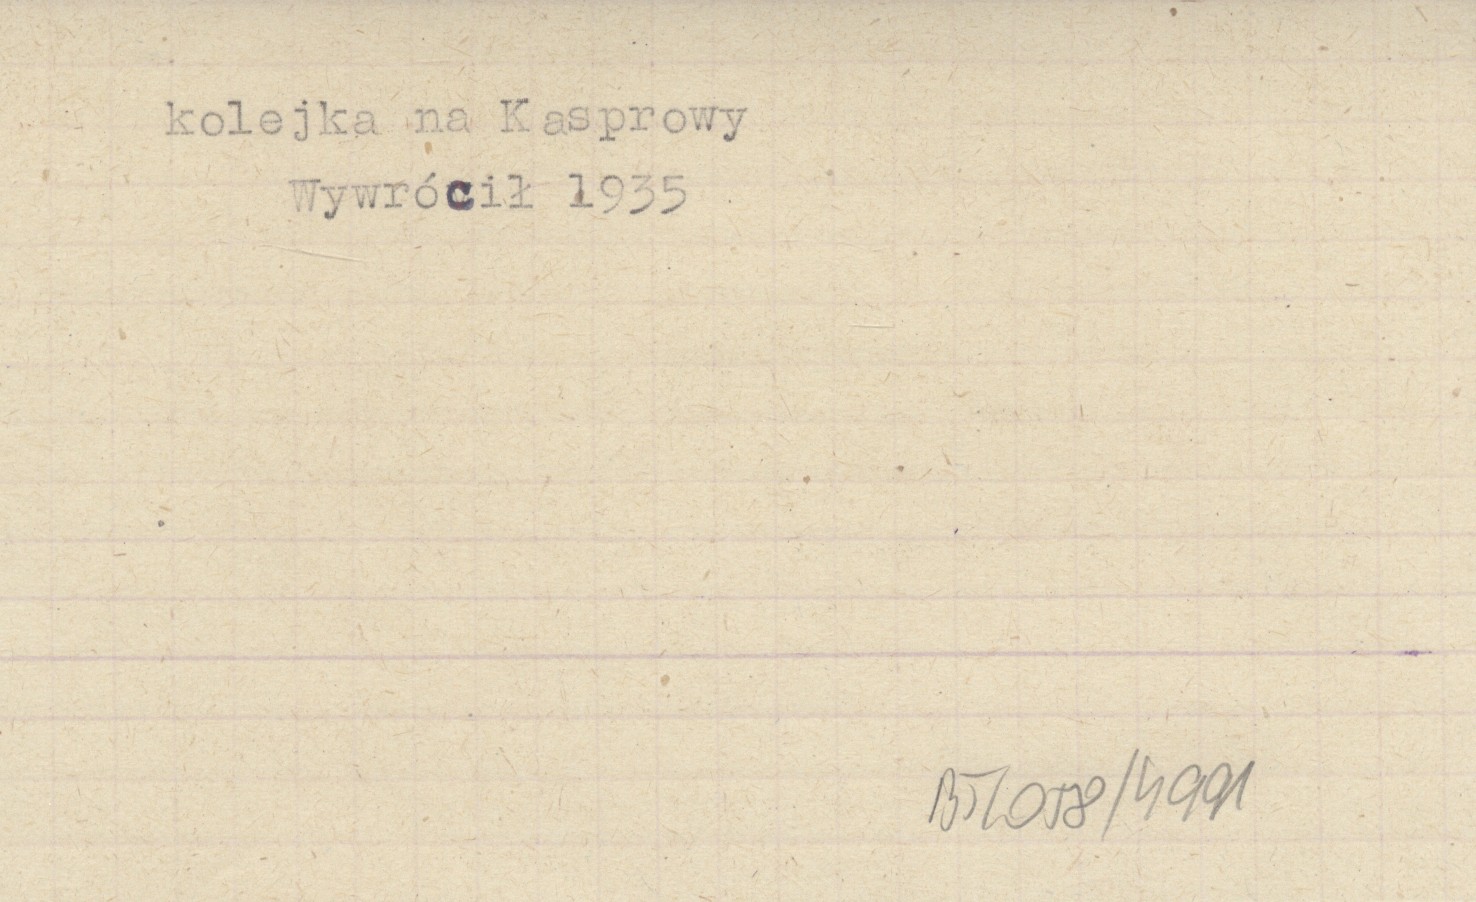 kolejka na Kasprowy
Wywrócił 1935